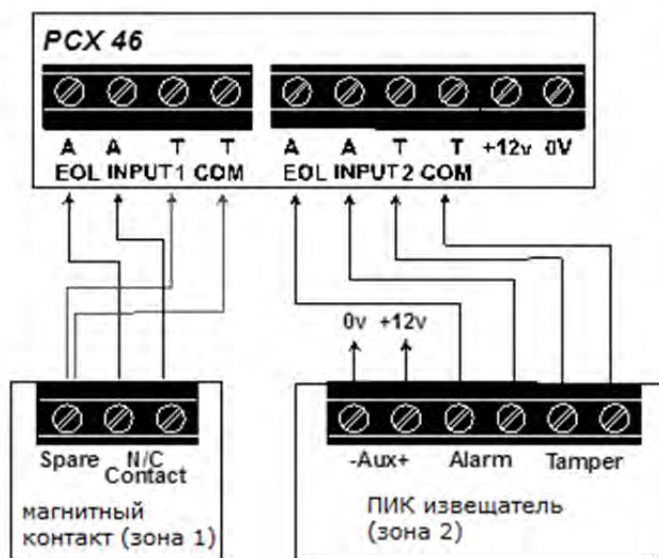 PCX 46
A A T T A A T T +12v 0V
EOL INPUT1 COM EOL INPUT2 COM
0v +12v
Spare N/C Contact
-Aux+ Alarm Tamper
магнитный
контакт (зона 1)
ПИК извещатель
(зона 2)